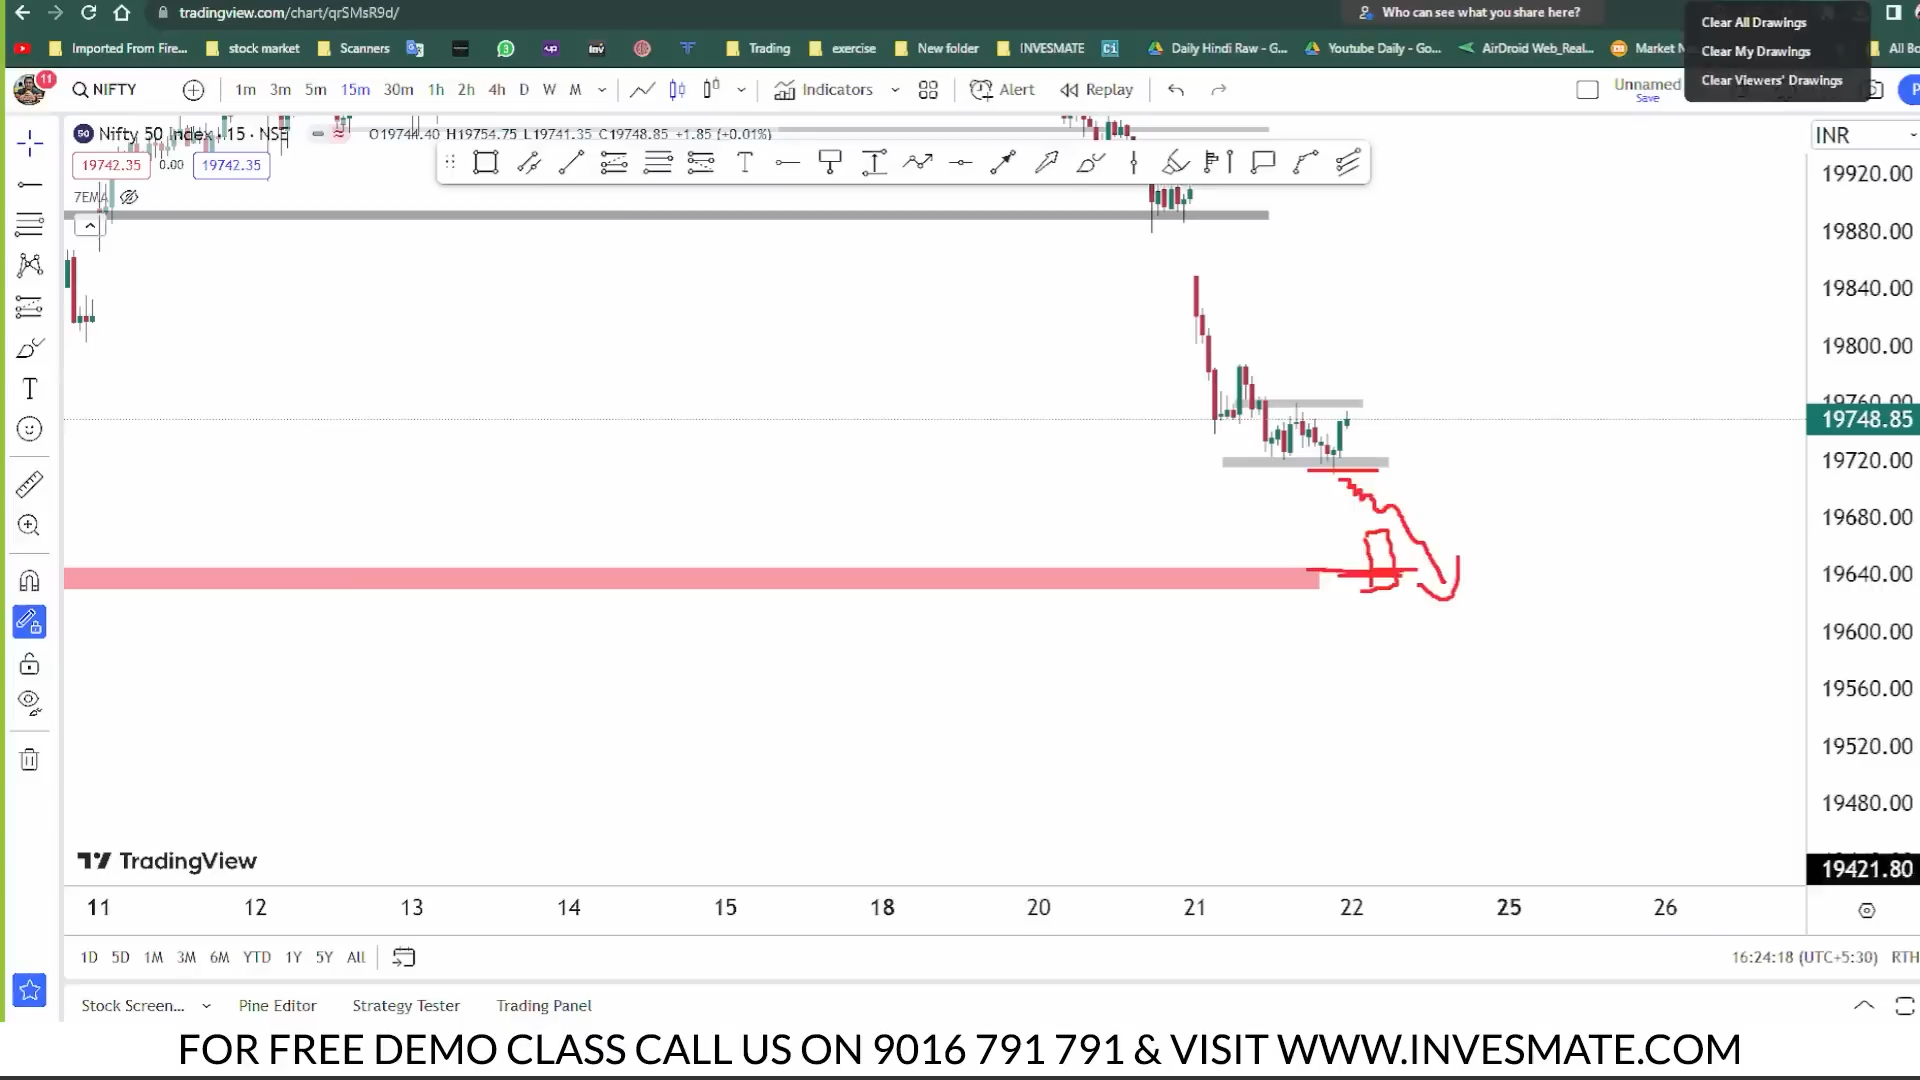 tradingview.com/chart/qrSMsR9d/
Who can see what you share here?
Clear All Drawings
Clear My Drawings
Clear Viewers' Drawings
Imported From Fire...
stock market
Scanners
Trading
exercise
New folder
INVESMATE
Ci
Daily Hindi Raw - G...
Youtube Daily - Go...
AirDroid Web_Real...
Market
All
11
NIFTY
1m 3m 5m 15m 30m 1h 2h 4h D W M
Indicators
Alert
Replay
Unnamed
Save
50 Nifty 50 Index · 15 · NSE
O19744.40 H19754.75 L19741.35 C19748.85 +1.85 (+0.01%)
19742.35 0.00 19742.35
7EMA
INR
19920.00
19880.00
19840.00
19800.00
19760.00
19748.85
19720.00
19680.00
19640.00
19600.00
19560.00
19520.00
19480.00
19421.80
TradingView
11 12 13 14 15 18 20 21 22 25 26
1D 5D 1M 3M 6M YTD 1Y 5Y All
16:24:18 (UTC+5:30) RTH
Stock Screen... Pine Editor Strategy Tester Trading Panel
FOR FREE DEMO CLASS CALL US ON 9016 791 791 & VISIT WWW.INVESMATE.COM